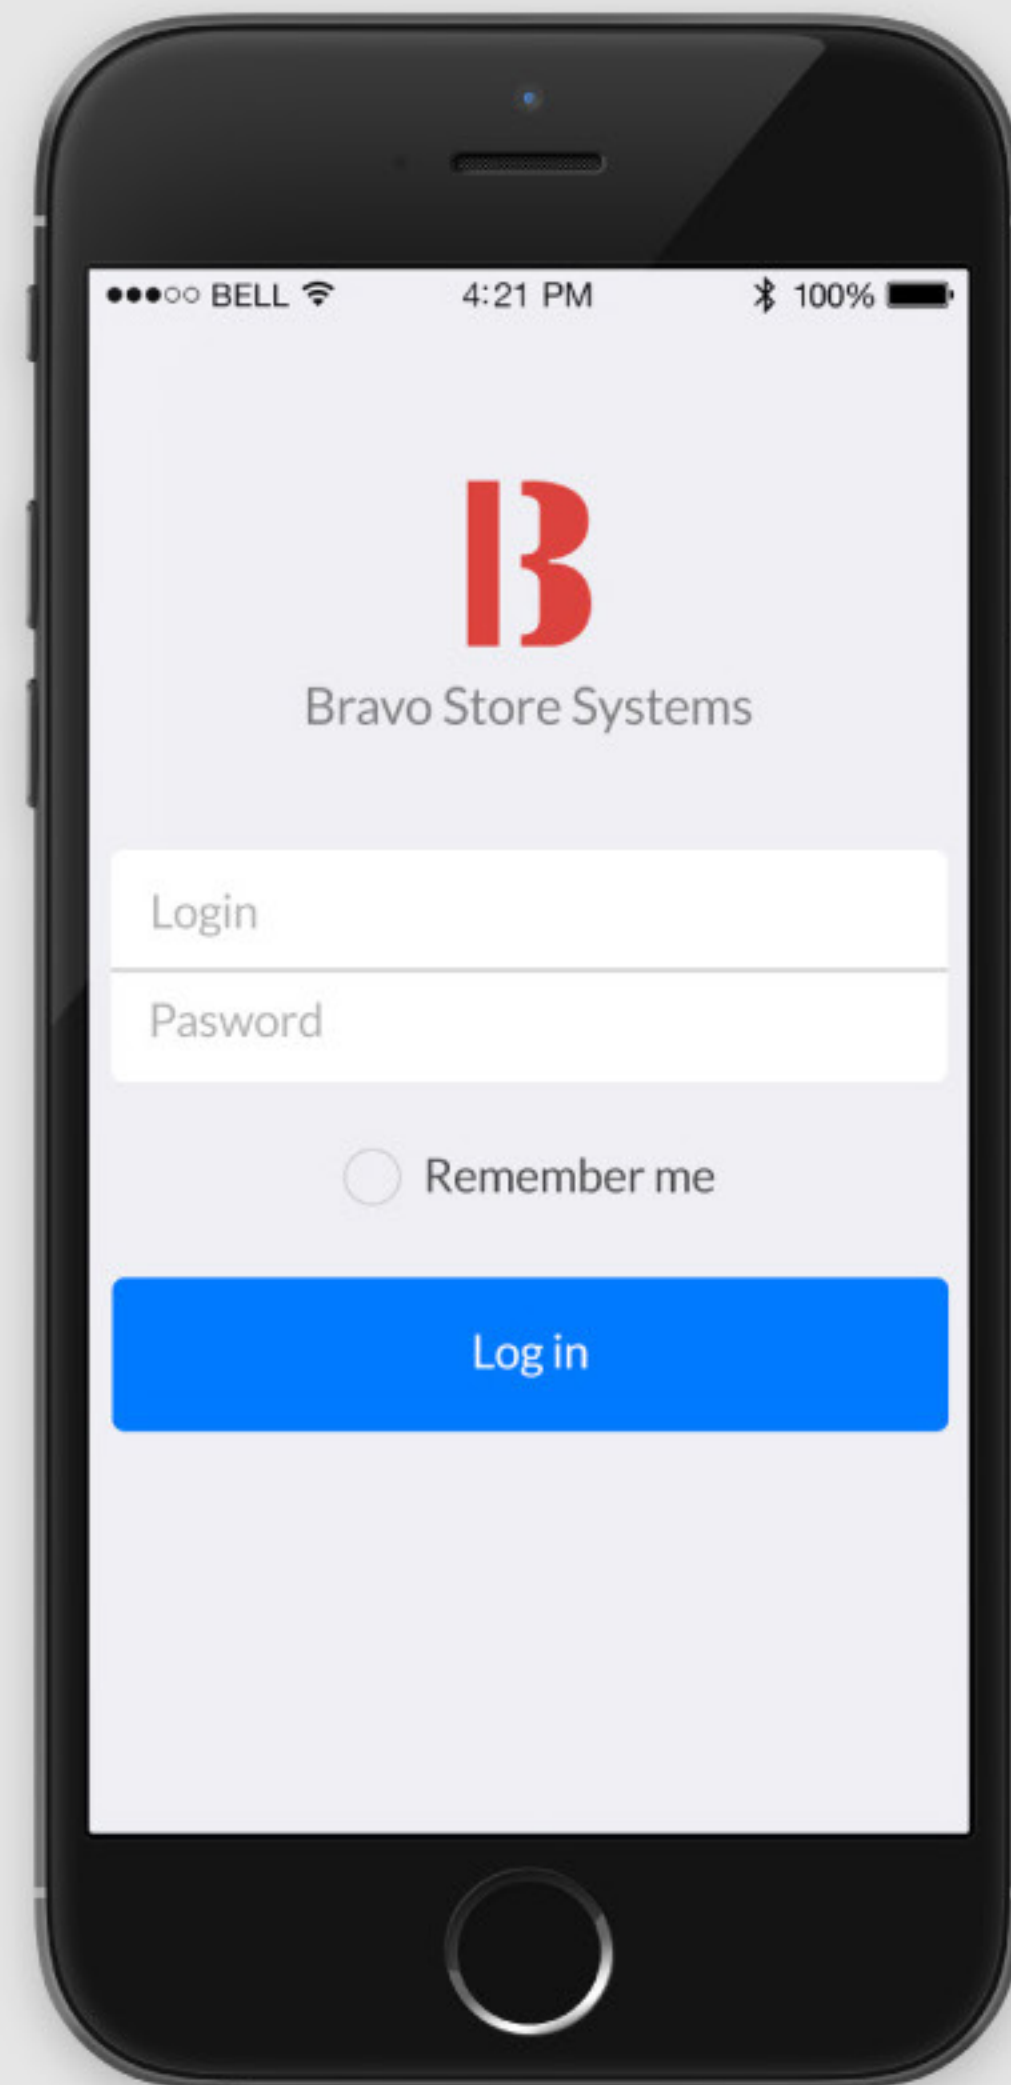 BELL 4:21 PM 100%
B
Bravo Store Systems
Login
Pasword
Remember me
Log in